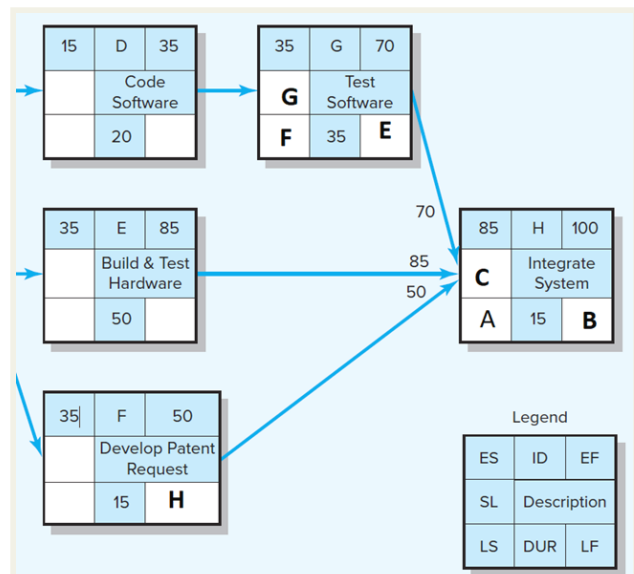 15 D 35
Code
Software
20
35 G 70
G
Test
Software
F 35 E
70
35 E 85
Build & Test
Hardware
50
85
50
85 H 100
C
Integrate
System
A 15 B
35 F 50
Develop Patent
Request
15 H
Legend
ES ID EF
SL Description
LS DUR LF